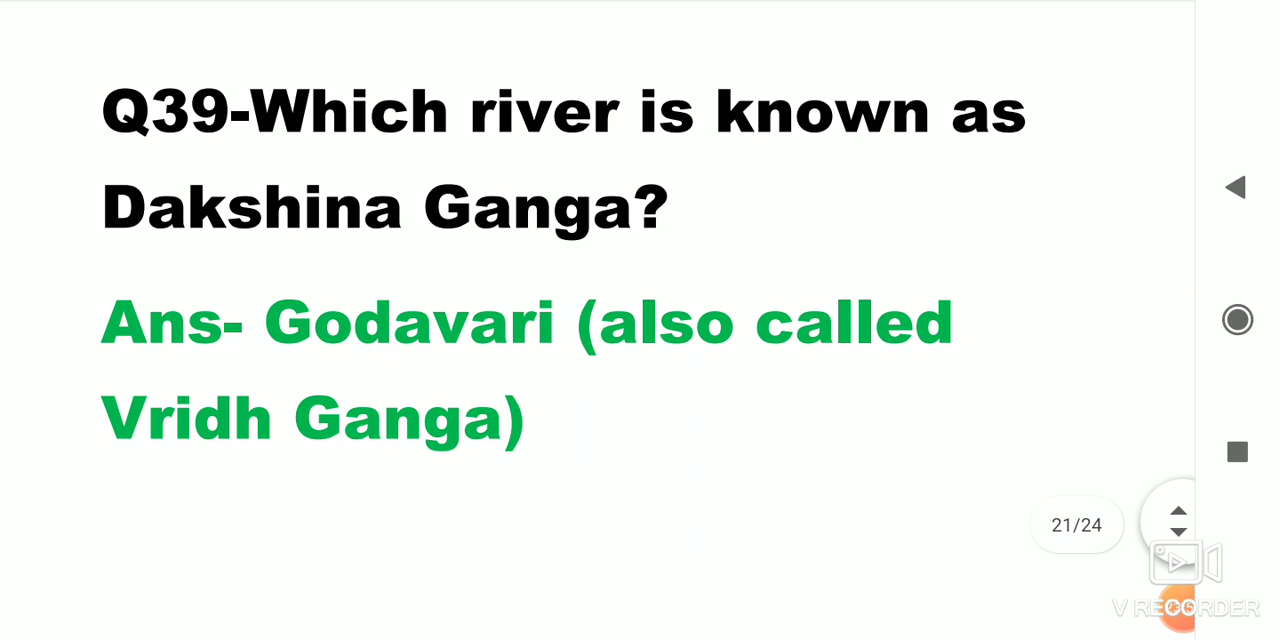 Q39-Which river is known as
Dakshina Ganga?
Ans- Godavari (also called
Vridh Ganga)
21/24
V RECORDER